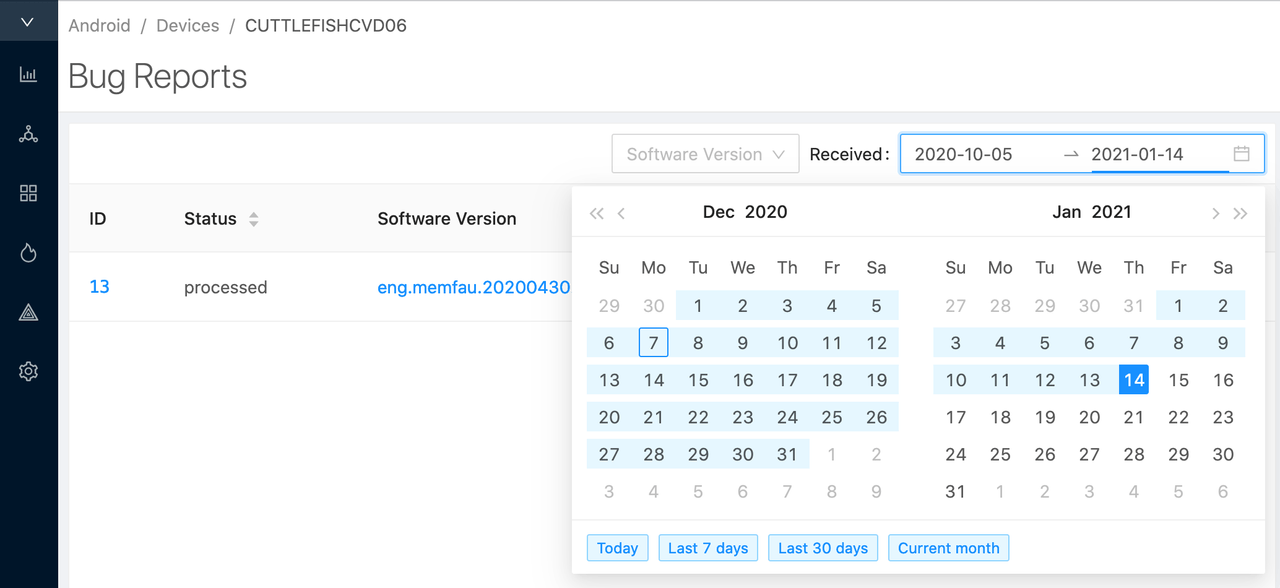 Android / Devices / CUTTLEFISHCVD06
Bug Reports
Software Version Received: 2020-10-05 → 2021-01-14
ID Status Software Version
13 processed eng.memfau.20200430
« ‹ Dec 2020 Jan 2021 › »
Su Mo Tu We Th Fr Sa Su Mo Tu We Th Fr Sa
29 30 1 2 3 4 5 27 28 29 30 31 1 2
6 7 8 9 10 11 12 3 4 5 6 7 8 9
13 14 15 16 17 18 19 10 11 12 13 14 15 16
20 21 22 23 24 25 26 17 18 19 20 21 22 23
27 28 29 30 31 1 2 24 25 26 27 28 29 30
3 4 5 6 7 8 9 31 1 2 3 4 5 6
Today Last 7 days Last 30 days Current month